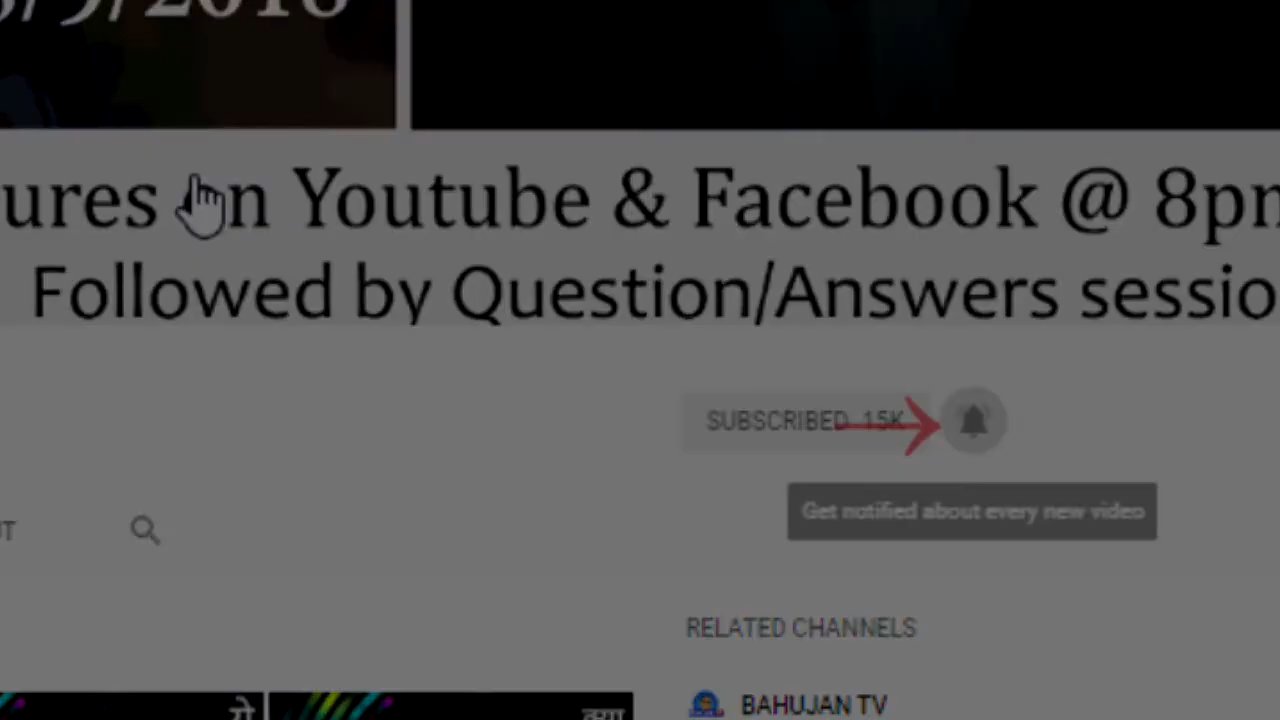 ures on Youtube & Facebook @ 8pm
Followed by Question/Answers sessio
SUBSCRIBED 15K
Get notified about every new video
RELATED CHANNELS
BAHUJAN TV
ये
क्या